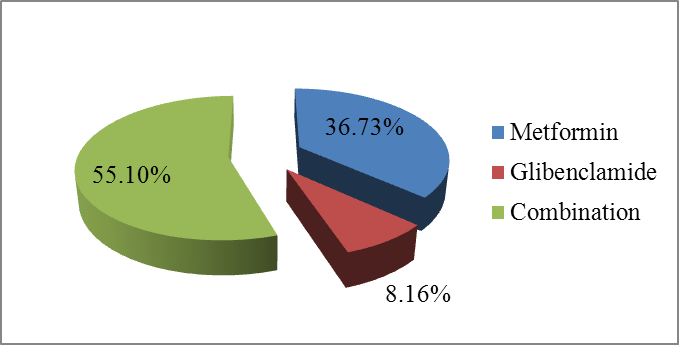 36.73%
Metformin
55.10%
Glibenclamide
Combination
8.16%